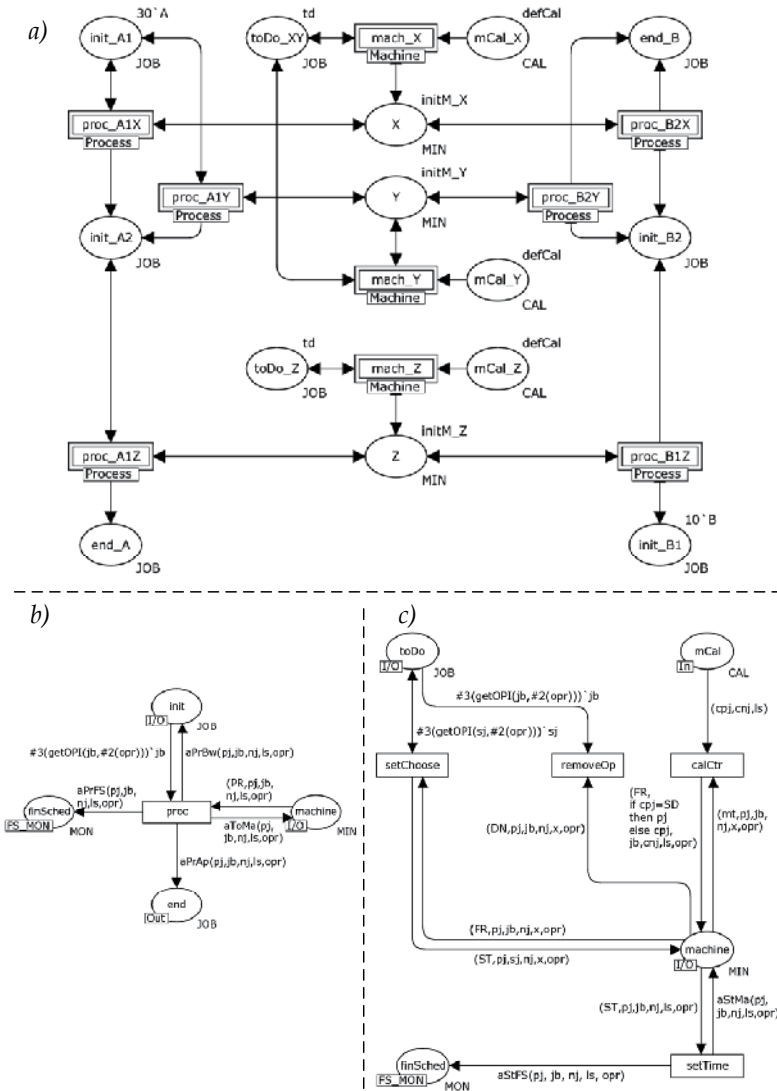 a)
30`A
init_A1
JOB
td
toDo_XY
JOB
mach_X
Machine
defCal
mCal_X
CAL
end_B
JOB
proc_A1X
Process
initM_X
X
MIN
proc_B2X
Process
proc_A1Y
Process
initM_Y
Y
MIN
proc_B2Y
Process
init_A2
JOB
init_B2
JOB
mach_Y
Machine
defCal
mCal_Y
CAL
td
toDo_Z
JOB
mach_Z
Machine
defCal
mCal_Z
CAL
proc_A1Z
Process
initM_Z
Z
MIN
proc_B1Z
Process
end_A
JOB
10`B
init_B1
JOB
b)
init
I/O
JOB
#3(getOPI(jb,#2(opr)))`jb
aPrBw(pj,jb,nj,ls,opr)
aPrFS(pj,jb,
nj,ls,opr)
(PR,pj,jb,
nj,ls,opr)
finSched
FS_MON
MON
proc
aToMa(pj,
jb,nj,ls,opr)
machine
I/O
MIN
aPrAp(pj,jb,nj,ls,opr)
end
Out
JOB
c)
toDo
I/O
JOB
mCal
In
CAL
#3(getOPI(jb,#2(opr)))`jb
(cpj,cnj,ls)
#3(getOPI(sj,#2(opr)))`sj
setChoose
removeOp
calCtr
(FR,
if cpj=SD
then pj
else cpj,
jb,cnj,ls,opr)
(mt,pj,jb,
nj,x,opr)
(DN,pj,jb,nj,x,opr)
(FR,pj,jb,nj,x,opr)
(ST,pj,sj,nj,x,opr)
machine
I/O
MIN
(ST,pj,jb,nj,ls,opr)
aStMa(pj,
jb,nj,ls,opr)
finSched
FS_MON
MON
aStFS(pj, jb, nj, ls, opr)
setTime